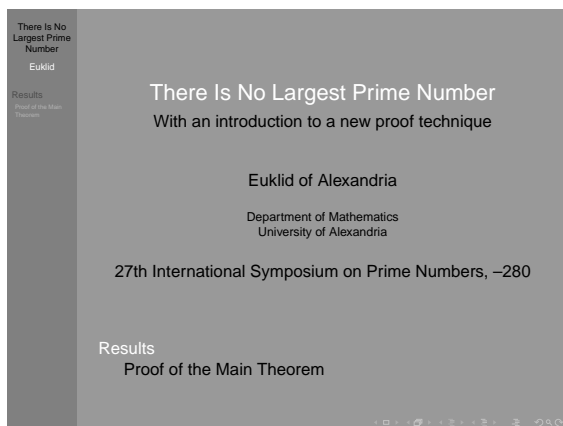 There Is No
Largest Prime
Number
Euklid
Results
Proof of the Main
Theorem
There Is No Largest Prime Number
With an introduction to a new proof technique
Euklid of Alexandria
Department of Mathematics
University of Alexandria
27th International Symposium on Prime Numbers, –280
Results
Proof of the Main Theorem